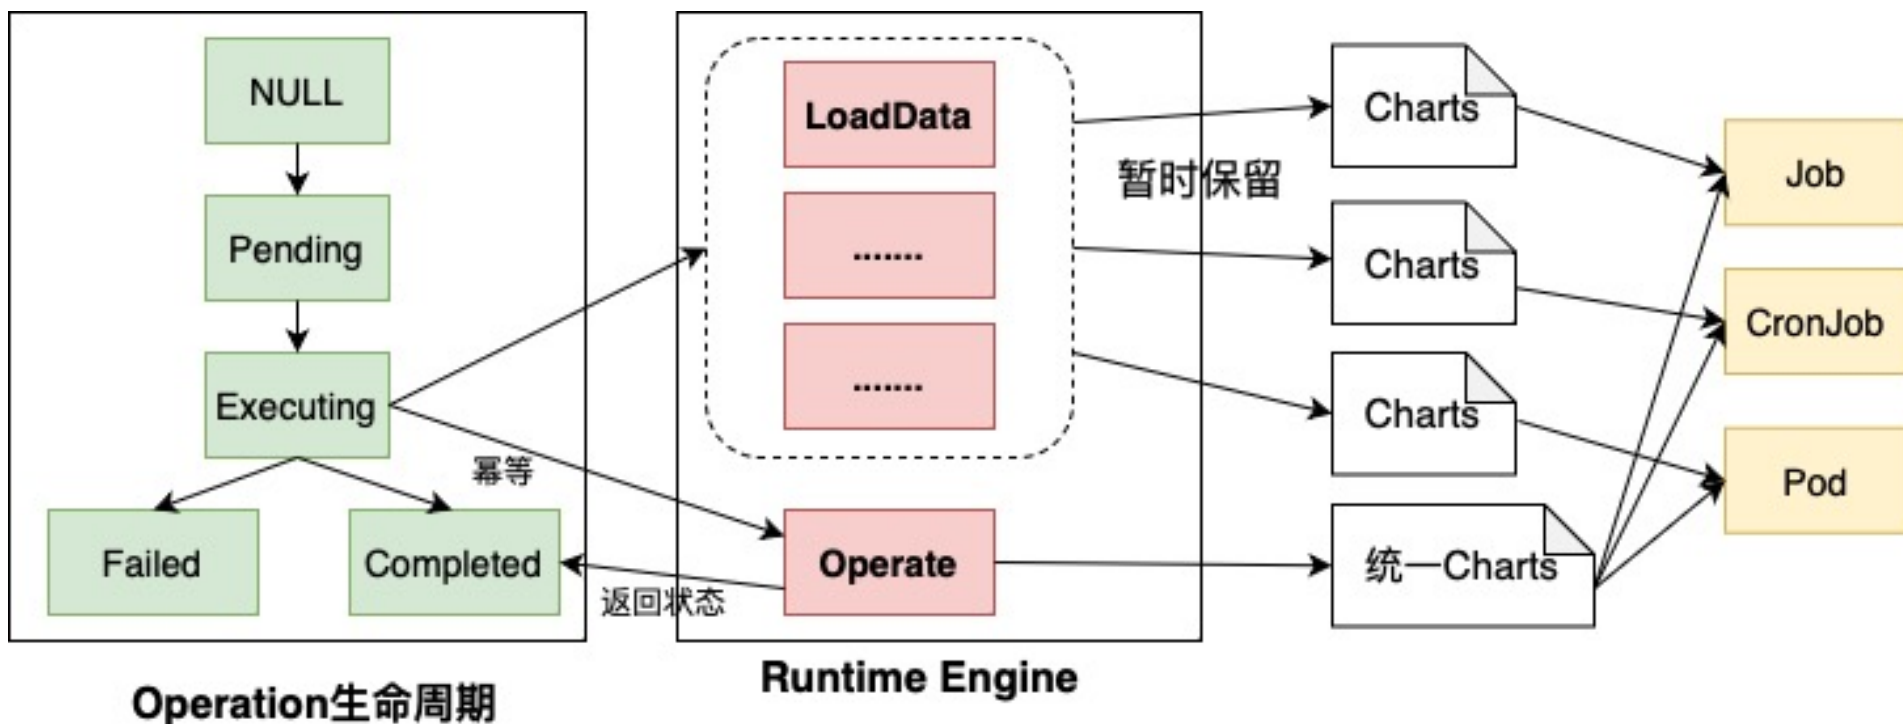 NULL
Pending
Executing
幂等
Failed
Completed
返回状态
Operation生命周期
LoadData
.......
.......
Operate
Runtime Engine
暂时保留
Charts
Charts
Charts
统一Charts
Job
CronJob
Pod